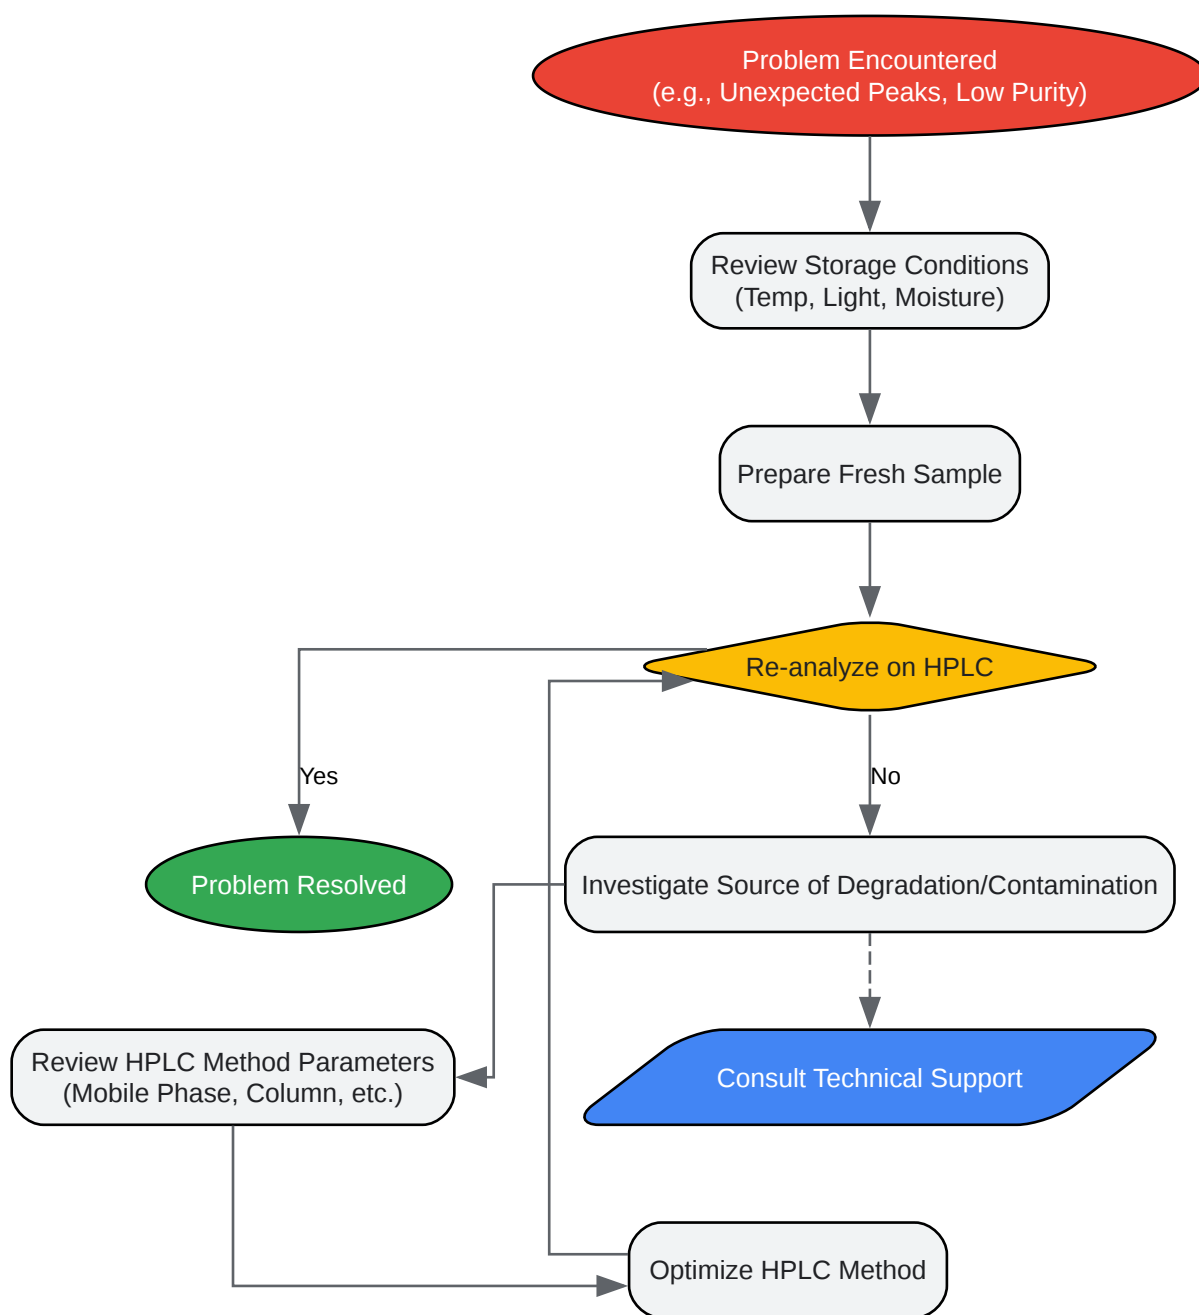 Problem Encountered
(e.g., Unexpected Peaks, Low Purity)
Review Storage Conditions
(Temp, Light, Moisture)
Prepare Fresh Sample
Re-analyze on HPLC
Yes
No
Problem Resolved
Investigate Source of Degradation/Contamination
Review HPLC Method Parameters
(Mobile Phase, Column, etc.)
Consult Technical Support
Optimize HPLC Method